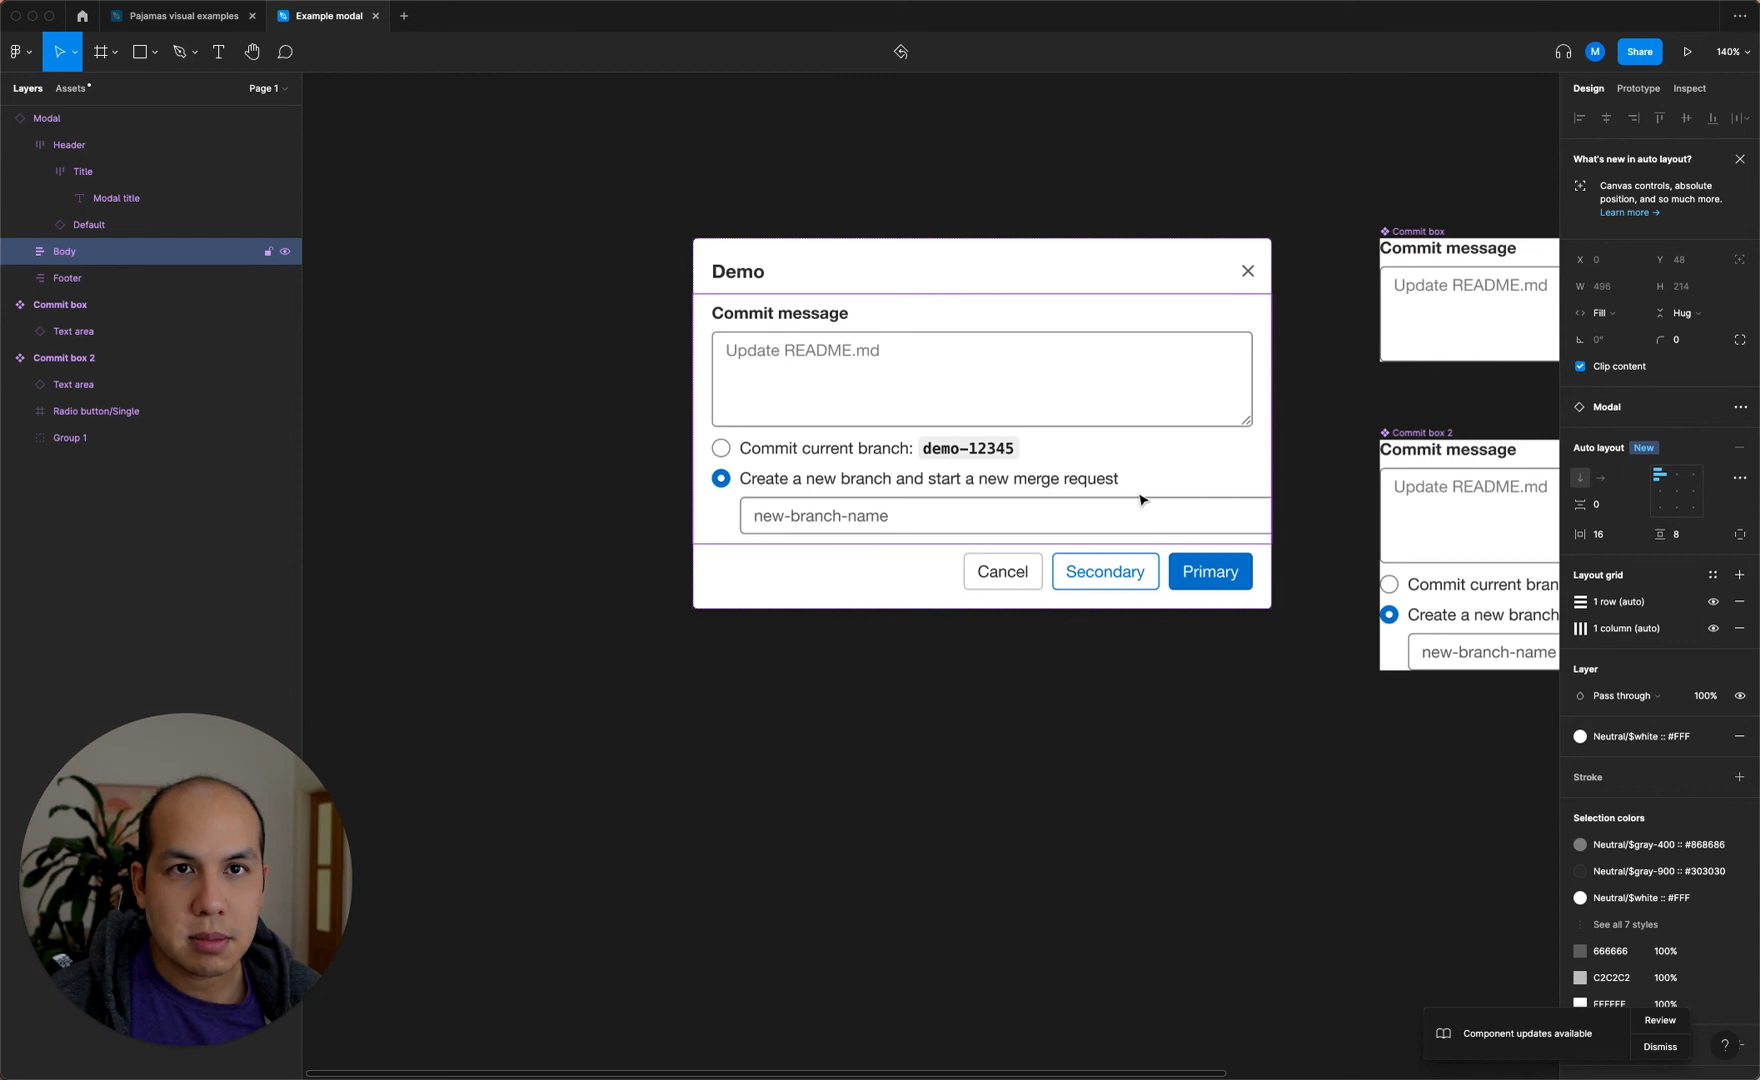 Pajamas visual examples
Example modal
M
Share
140%
Layers
Assets
Page 1
Modal
Header
Title
Modal title
Default
Body
Footer
Commit box
Text area
Commit box 2
Text area
Radio button/Single
Group 1
Demo
Commit message
Update README.md
Commit current branch: demo-12345
Create a new branch and start a new merge request
new-branch-name
Cancel
Secondary
Primary
Commit box
Commit message
Update README.md
Commit box 2
Commit message
Update README.md
Commit current bran
Create a new branch
new-branch-name
Design
Prototype
Inspect
What's new in auto layout?
Canvas controls, absolute
position, and so much more.
Learn more →
X 0
Y 48
W 496
H 214
Fill
Hug
0°
0
Clip content
Modal
Auto layout
New
0
16
8
Layout grid
1 row (auto)
1 column (auto)
Layer
Pass through
100%
Neutral/$white :: #FFF
Stroke
Selection colors
Neutral/$gray-400 :: #868686
Neutral/$gray-900 :: #303030
Neutral/$white :: #FFF
See all 7 styles
666666 100%
C2C2C2 100%
FFFFFF 100%
Component updates available
Review
Dismiss
?